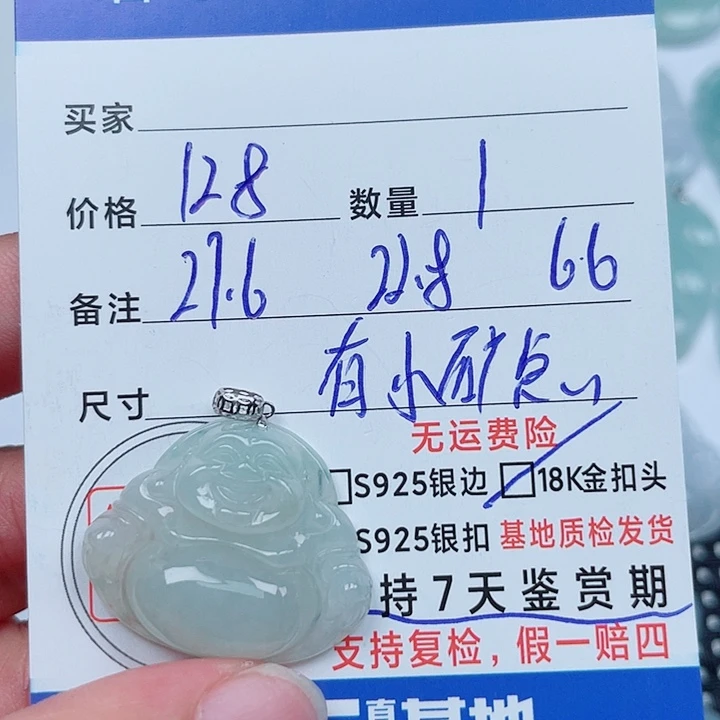 买家
价格 128 数量 1
备注 27.6 22.8 6.6
尺寸 有小矿点
无运费险
S925银边 18K金扣头
S925银扣 基地质检发货
持7天鉴赏期
支持复检,假一赔四
基地